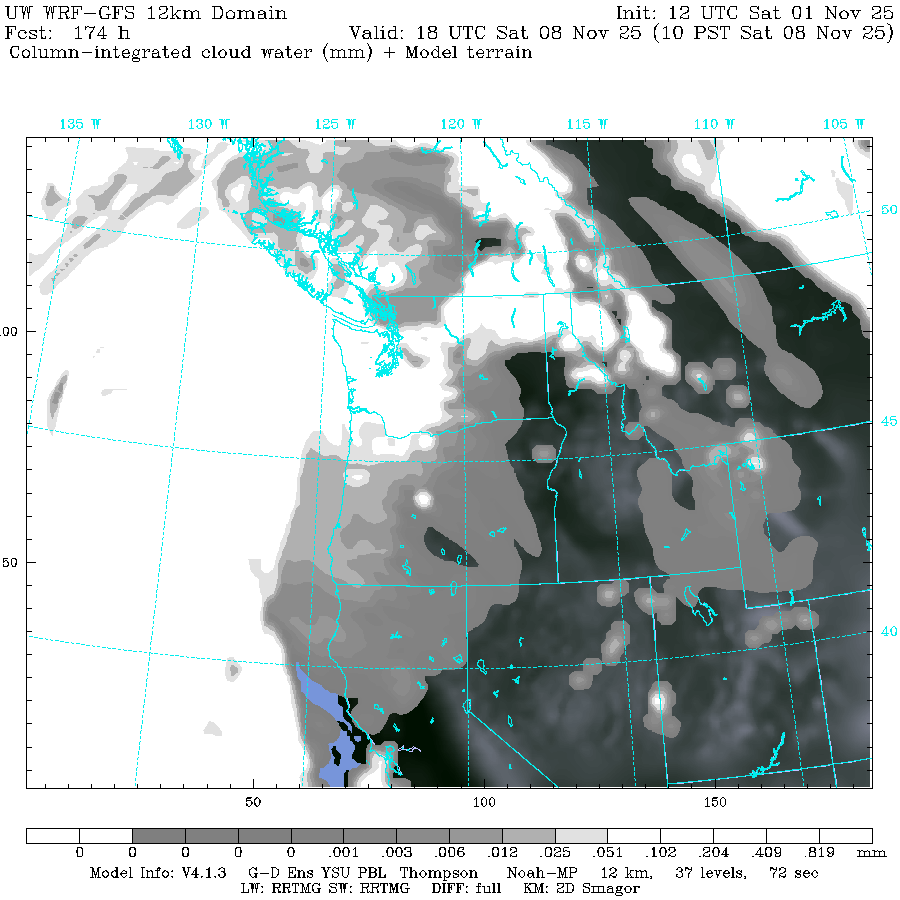 UW WRF-GFS 12km Domain Init: 12 UTC Sat 01 Nov 25
Fcst: 174 h Valid: 18 UTC Sat 08 Nov 25 (10 PST Sat 08 Nov 25)
Column-integrated cloud water (mm) + Model terrain
135 W 130 W 125 W 120 W 115 W 110 W 105 W
50
00
45
50
40
50 100 150
0 0 0 0 0 .001 .003 .006 .012 .025 .051 .102 .204 .409 .819 mm
Model Info: V4.1.3 G-D Ens YSU PBL Thompson Noah-MP 12 km, 37 levels, 72 sec
LW: RRTMG SW: RRTMG DIFF: full KM: 2D Smagor